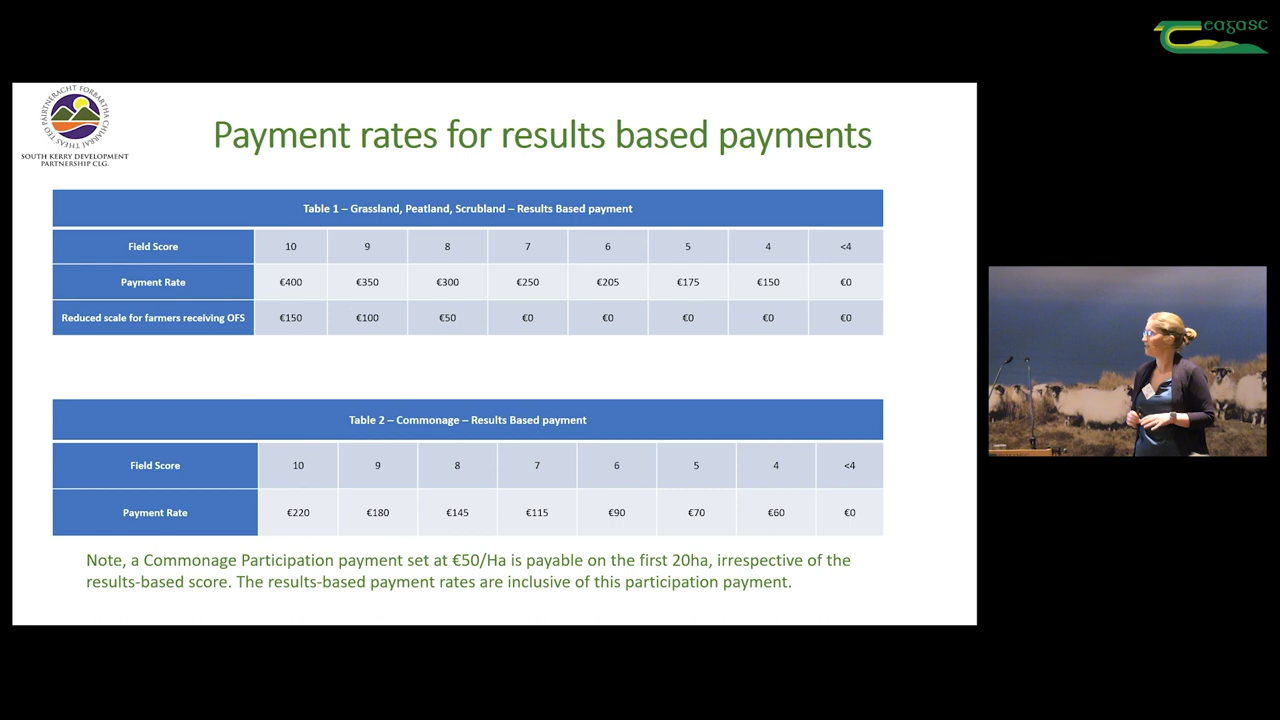 teagasc
PÁIRTNERACHT FORBARTHA CHIARRAÍ THEAS TEO
SOUTH KERRY DEVELOPMENT
PARTNERSHIP CLG.
Payment rates for results based payments
Table 1 – Grassland, Peatland, Scrubland – Results Based payment
Field Score 10 9 8 7 6 5 4 <4
Payment Rate €400 €350 €300 €250 €205 €175 €150 €0
Reduced scale for farmers receiving OFS €150 €100 €50 €0 €0 €0 €0 €0
Table 2 – Commonage – Results Based payment
Field Score 10 9 8 7 6 5 4 <4
Payment Rate €220 €180 €145 €115 €90 €70 €60 €0
Note, a Commonage Participation payment set at €50/Ha is payable on the first 20ha, irrespective of the
results-based score. The results-based payment rates are inclusive of this participation payment.